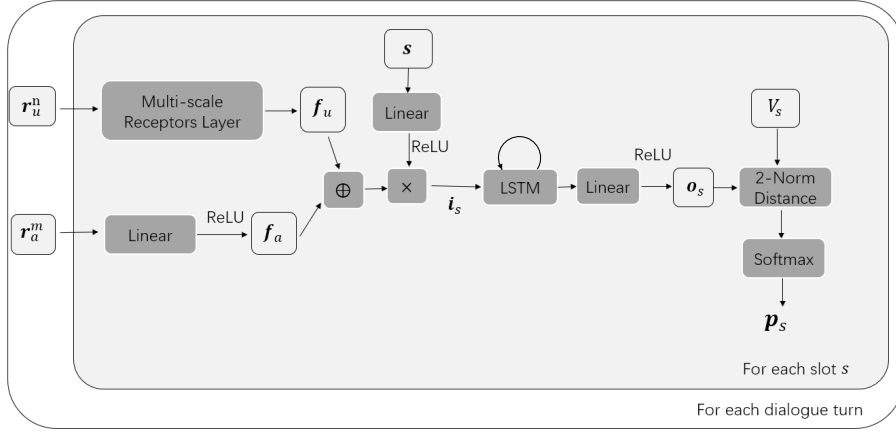 s
r_u^n
Multi-scale
Receptors Layer
f_u
Linear
V_s
ReLU
ReLU
⊕
×
LSTM
Linear
o_s
2-Norm
Distance
i_s
r_a^m
Linear
ReLU
f_a
Softmax
p_s
For each slot s
For each dialogue turn